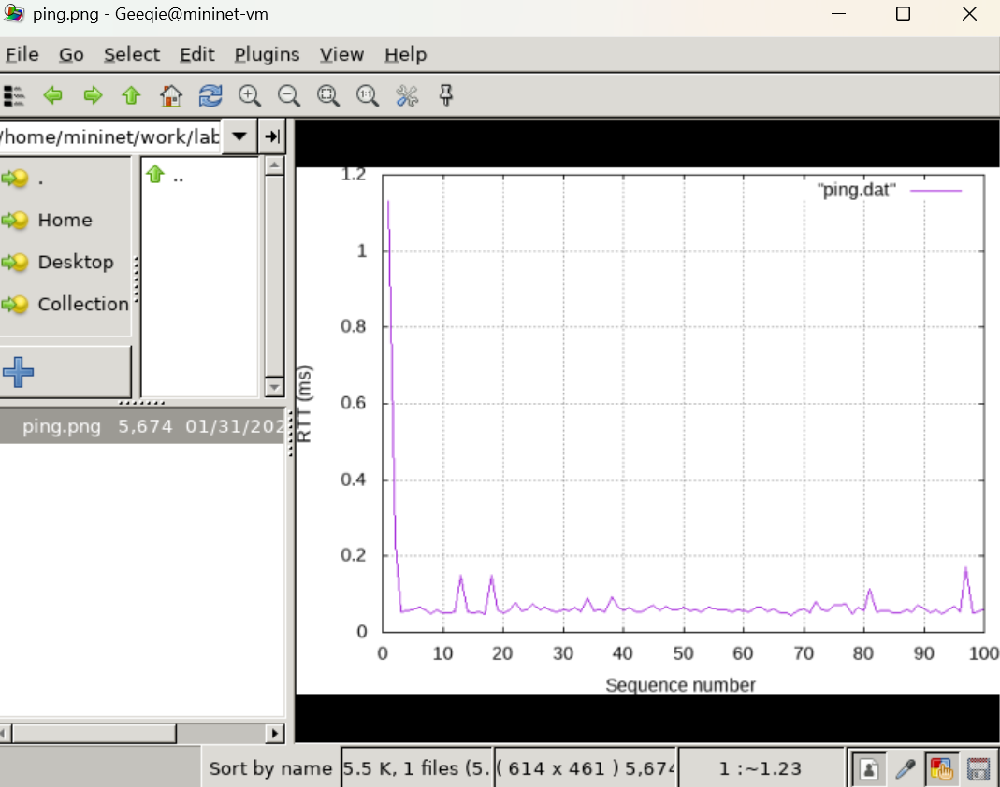 ping.png - Geeqie@mininet-vm
File Go Select Edit Plugins View Help
1:1
/home/mininet/work/lab
.
Home
Desktop
Collection
..
ping.png 5,674 01/31/202
1.2
1
0.8
0.6
0.4
0.2
0
RTT (ms)
"ping.dat"
0 10 20 30 40 50 60 70 80 90 100
Sequence number
Sort by name 5.5 K, 1 files (5. ( 614 x 461 ) 5,674 1 :~1.23